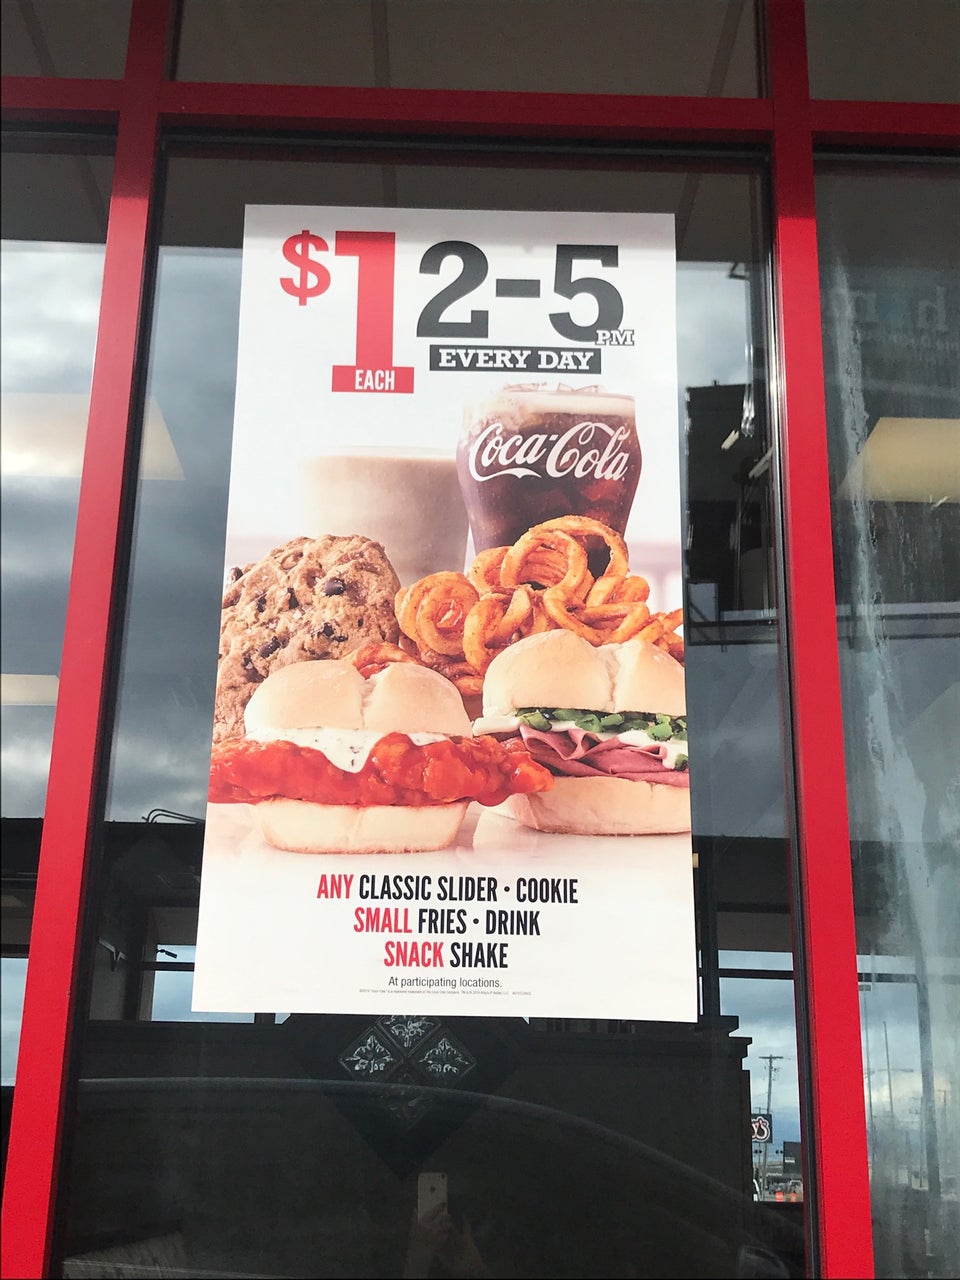 $1 2-5 PM
EACH
EVERY DAY
Coca-Cola
ANY CLASSIC SLIDER • COOKIE
SMALL FRIES • DRINK
SNACK SHAKE
At participating locations.